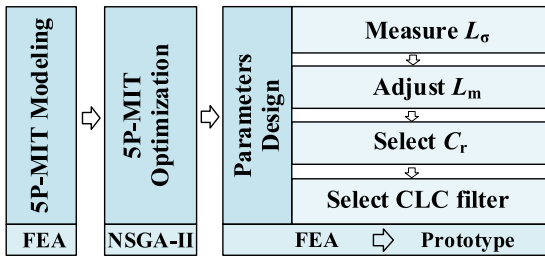 5P-MIT Modeling
FEA
5P-MIT
Optimization
NSGA-II
Parameters
Design
Measure Lσ
Adjust Lm
Select Cr
Select CLC filter
FEA
Prototype